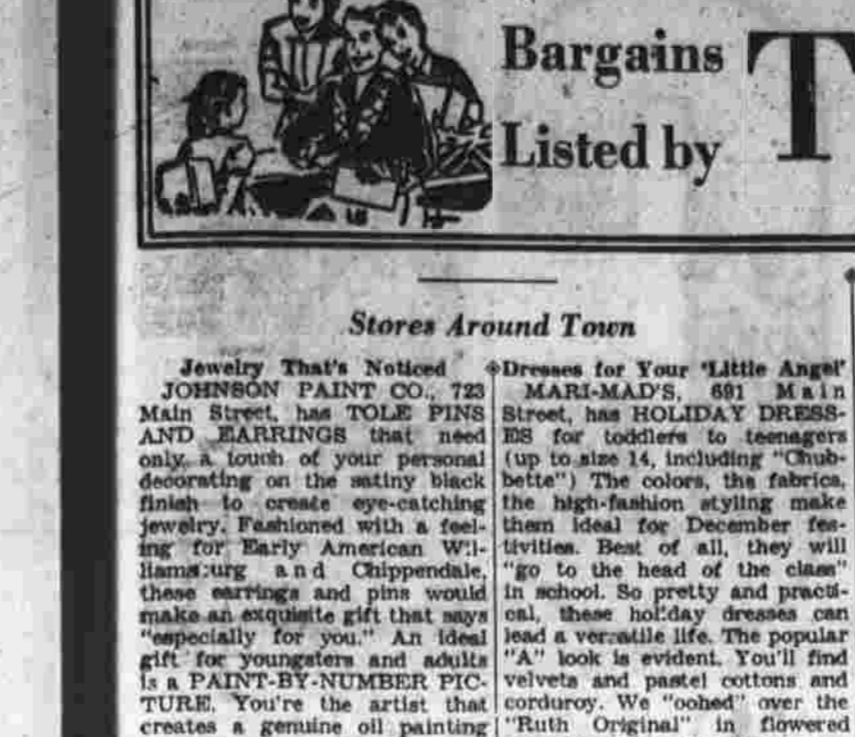 Bargains
Listed by
T
Stores Around Town
Jewelry That's Noticed
JOHNSON PAINT CO., 723
Main Street, has TOLE PINS
AND EARRINGS that need
only a touch of your personal
decorating on the satiny black
finish to create eye-catching
jewelry. Fashioned with a feel-
ing for Early American Wil-
liamsburg and Chippendale,
these earrings and pins would
make an exquisite gift that says
"especially for you." An ideal
gift for youngsters and adults
is a PAINT-BY-NUMBER PIC-
TURE. You're the artist that
creates a genuine oil painting
Dresses for Your 'Little Angel'
MARI-MAD'S, 691 Main
Street, has HOLIDAY DRESS-
ES for toddlers to teenagers
(up to size 14, including "Chub-
bette") The colors, the fabrics,
the high-fashion styling make
them ideal for December fes-
tivities. Best of all, they will
"go to the head of the class"
in school. So pretty and practi-
cal, these holiday dresses can
lead a versatile life. The popular
"A" look is evident. You'll find
velvets and pastel cottons and
corduroy. We "oohed" over the
"Ruth Original" in flowered